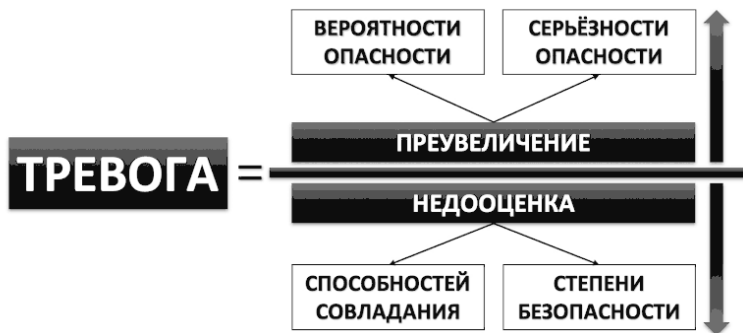 ВЕРОЯТНОСТИ
ОПАСНОСТИ
СЕРЬЁЗНОСТИ
ОПАСНОСТИ
ПРЕУВЕЛИЧЕНИЕ
ТРЕВОГА =
НЕДООЦЕНКА
СПОСОБНОСТЕЙ
СОВЛАДАНИЯ
СТЕПЕНИ
БЕЗОПАСНОСТИ